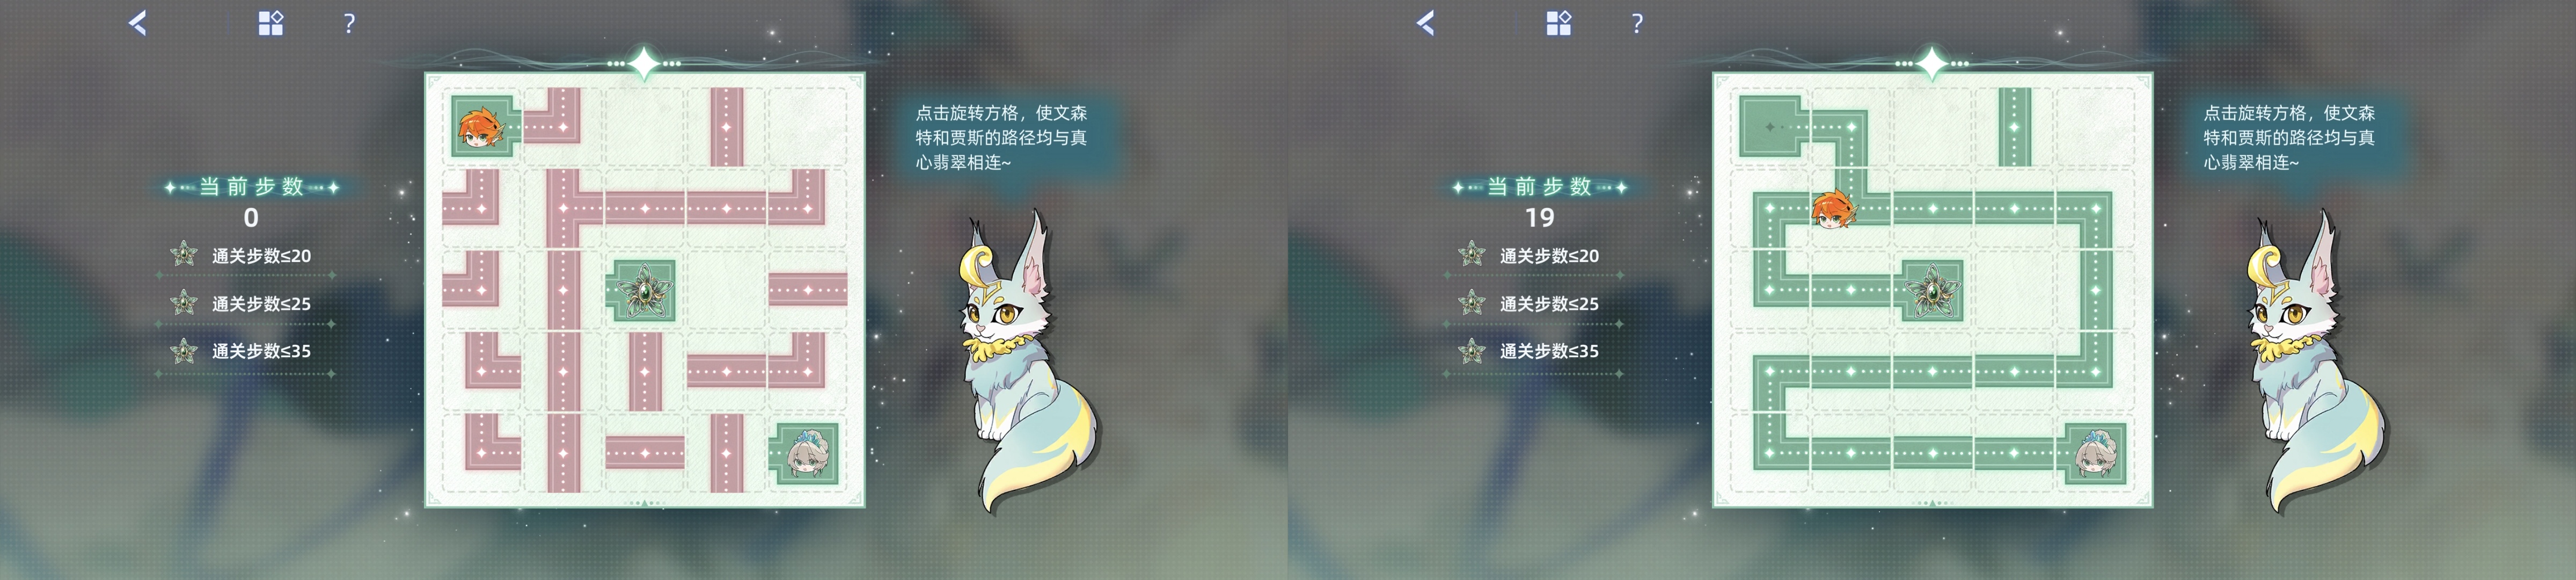 ?
点击旋转方格，使文森
特和贾斯的路径均与真
心翡翠相连~
当前步数
0
通关步数≤20
通关步数≤25
通关步数≤35
?
点击旋转方格，使文森
特和贾斯的路径均与真
心翡翠相连~
当前步数
19
通关步数≤20
通关步数≤25
通关步数≤35